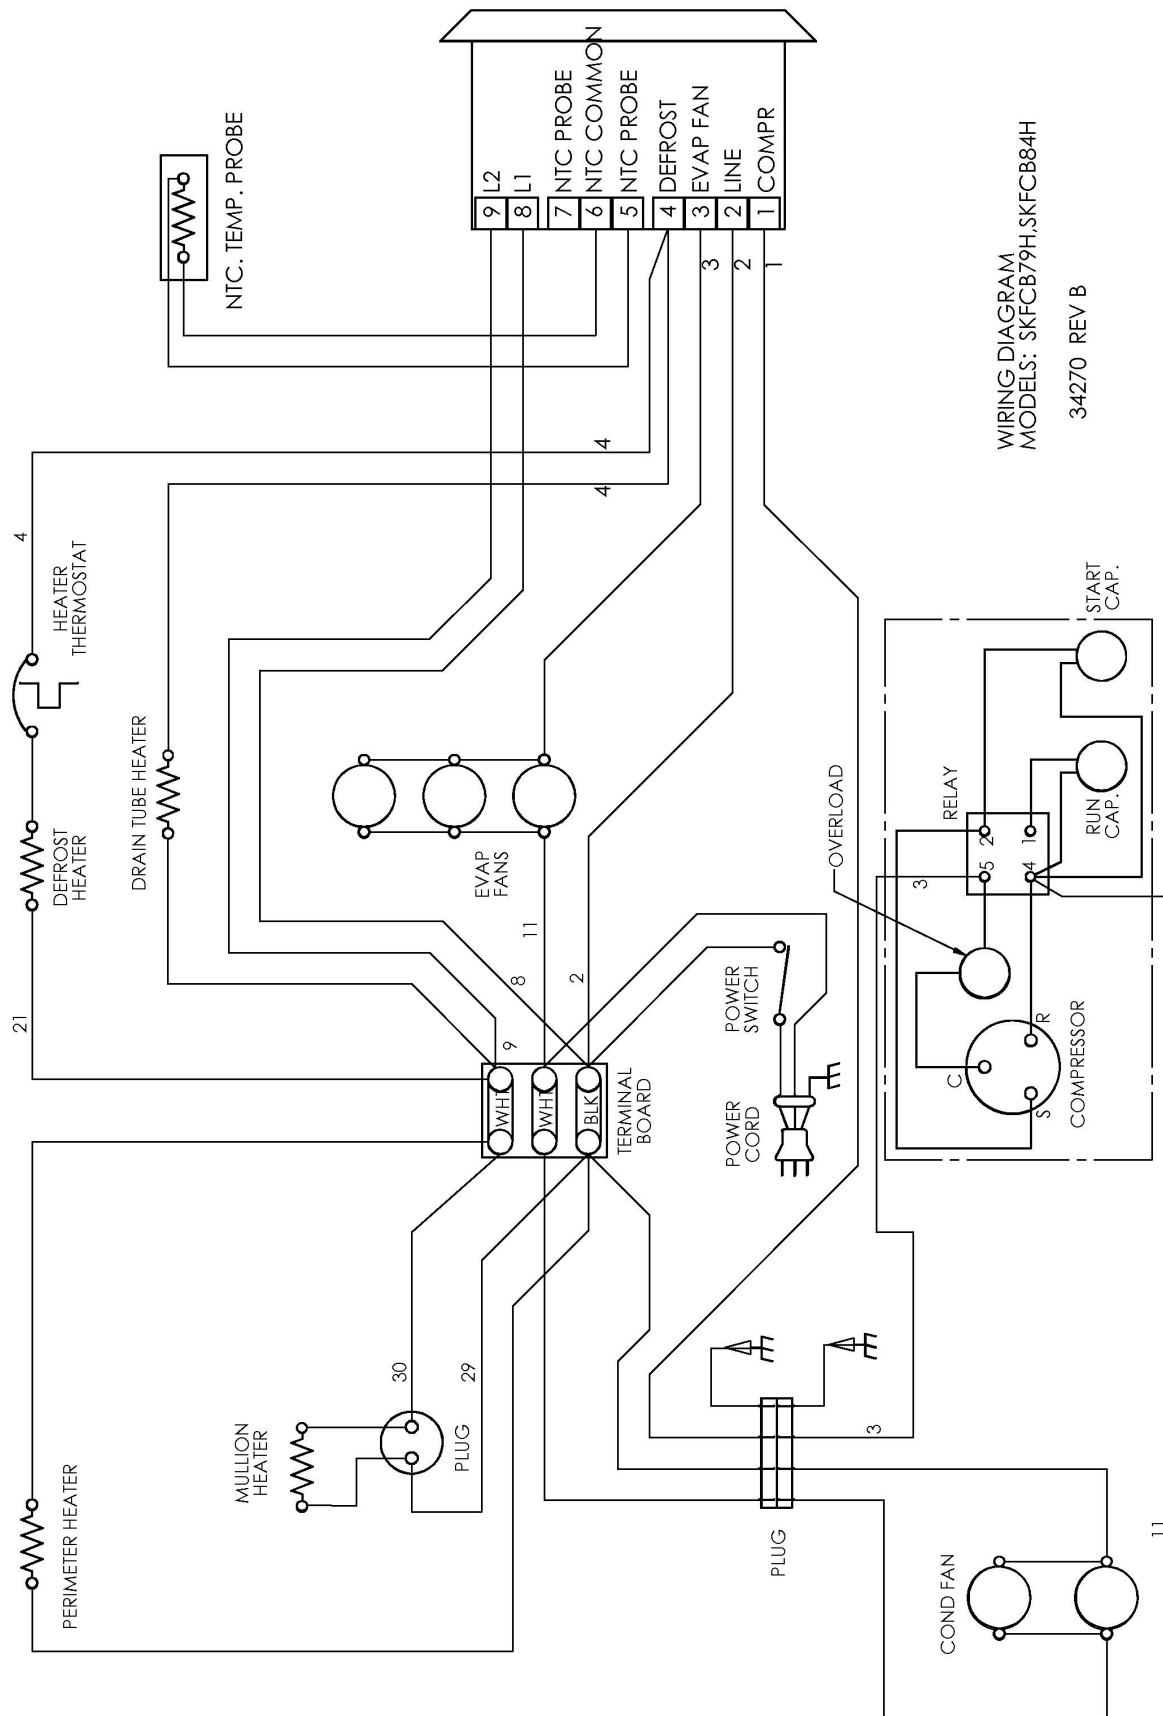 NTC. TEMP. PROBE
9 L2
8 L1
7 NTC PROBE
6 NTC COMMON
5 NTC PROBE
4 DEFROST
3 EVAP FAN
2 LINE
1 COMPR
3
2
1
WIRING DIAGRAM
MODELS: SKFCB79H,SKFCB84H
34270 REV B
4
4
4
HEATER
THERMOSTAT
DEFROST
HEATER
DRAIN TUBE HEATER
21
EVAP
FANS
11
8
2
9
WHT
WHT
BLK
TERMINAL
BOARD
POWER
SWITCH
POWER
CORD
OVERLOAD
RELAY
5
2
4
1
3
START
CAP.
RUN
CAP.
C
S
R
COMPRESSOR
30
29
MULLION
HEATER
PLUG
PERIMETER HEATER
PLUG
3
COND FAN
11